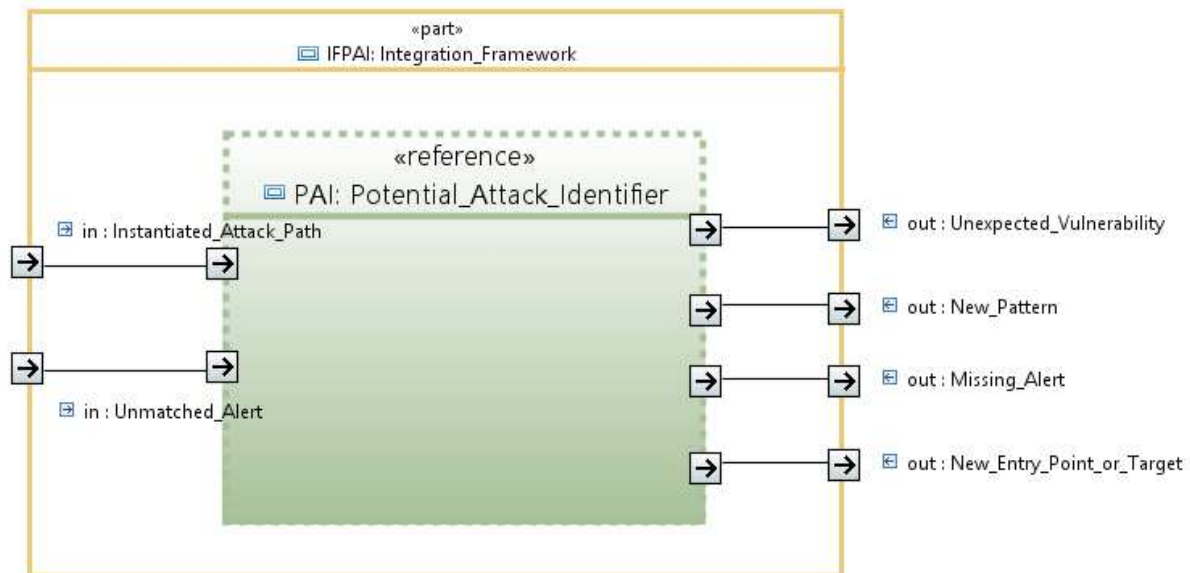 «part»
IFPAI: Integration_Framework
«reference»
PAI: Potential_Attack_Identifier
in : Instantiated_Attack_Path
in : Unmatched_Alert
out : Unexpected_Vulnerability
out : New_Pattern
out : Missing_Alert
out : New_Entry_Point_or_Target